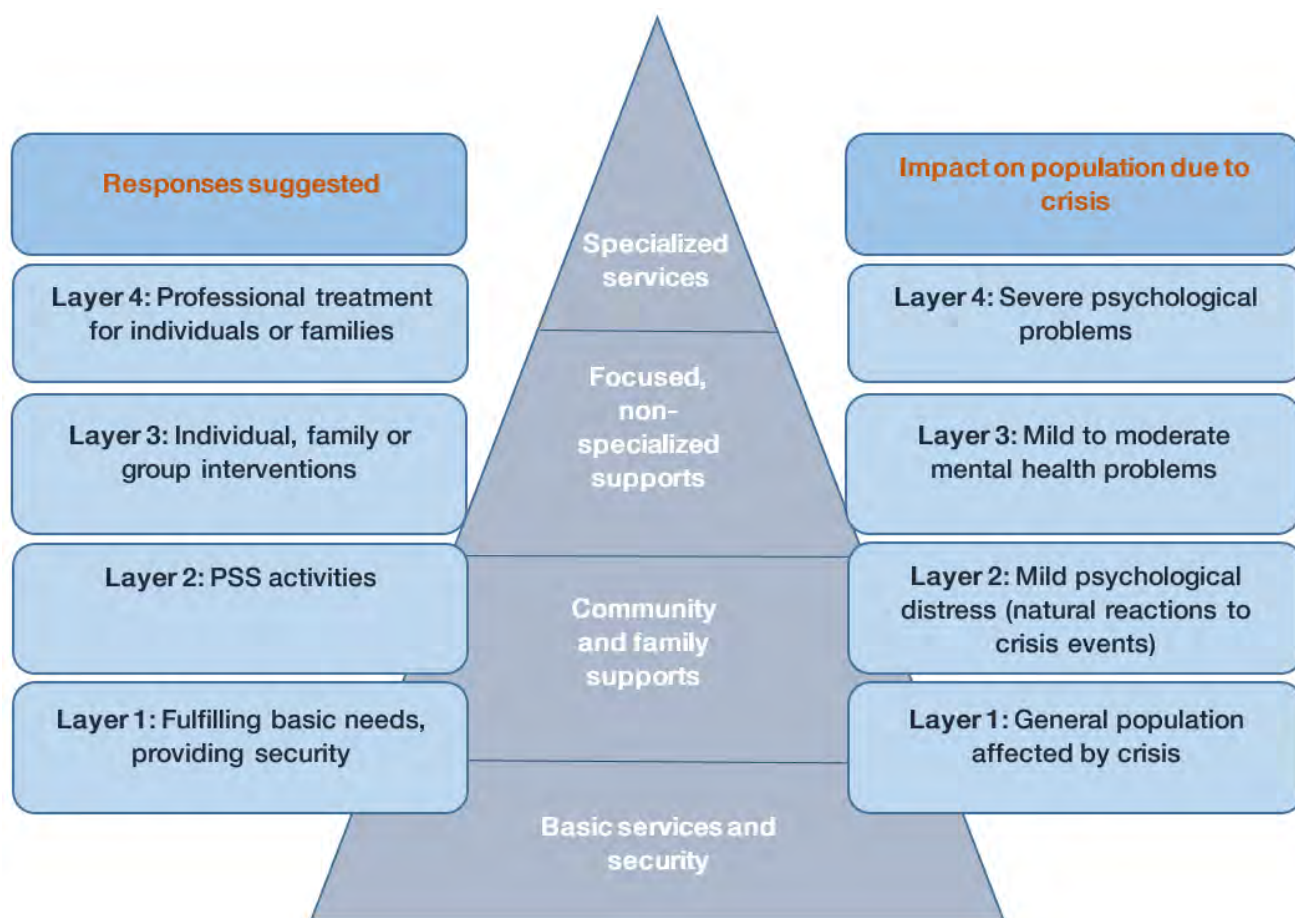 Responses suggested
Layer 4: Professional treatment
for individuals or families
Layer 3: Individual, family or
group interventions
Layer 2: PSS activities
Layer 1: Fulfilling basic needs,
providing security
Specialized
services
Focused,
non-
specialized
supports
Community
and family
supports
Basic services and
security
Impact on population due to
crisis
Layer 4: Severe psychological
problems
Layer 3: Mild to moderate
mental health problems
Layer 2: Mild psychological
distress (natural reactions to
crisis events)
Layer 1: General population
affected by crisis